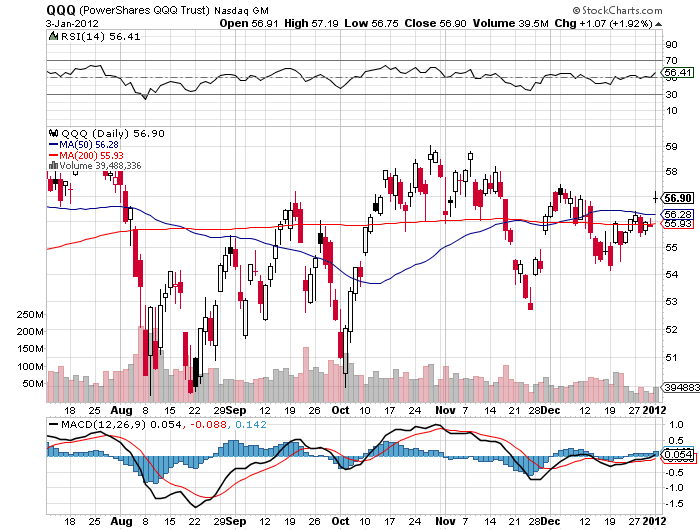 QQQ (PowerShares QQQ Trust) Nasdaq GM
© StockCharts.com
3-Jan-2012
Open 56.91 High 57.19 Low 56.75 Close 56.90 Volume 39.5M Chg +1.07 (+1.92%)
RSI(14) 56.41
90
70
56.41
30
10
QQQ (Daily) 56.90
MA(50) 56.28
MA(200) 55.93
Volume 39,488,336
59
58
56.90
56.28
55.93
55
54
53
52
51
250M
200M
150M
100M
50M
394883
18 25 Aug 8 15 22 29 Sep 12 19 26 Oct 10 17 24 Nov 7 14 21 28 Dec 12 19 27 2012
MACD(12,26,9) 0.054, -0.088, 0.142
1.0
0.5
0.054
-0.5
-1.0
-1.5
18 25 Aug 8 15 22 29 Sep 12 19 26 Oct 10 17 24 Nov 7 14 21 28 Dec 12 19 27 2012